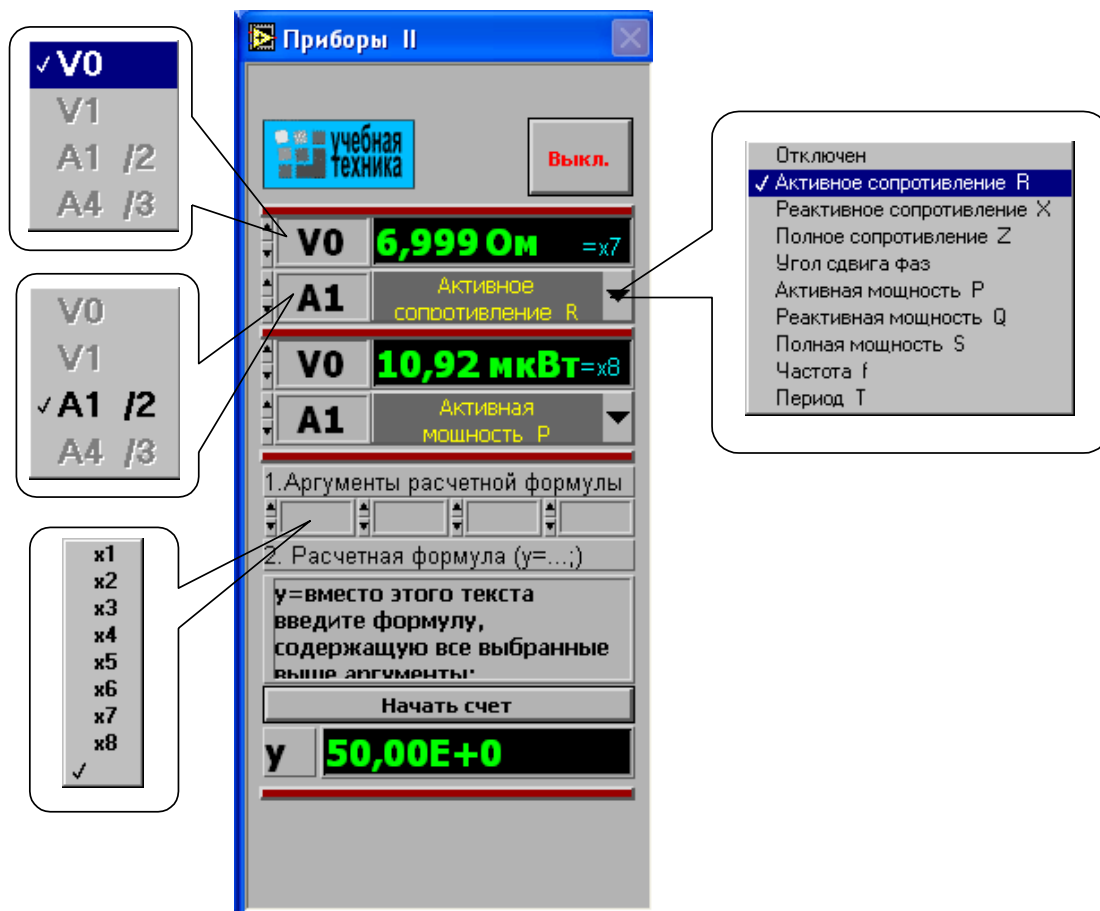 Приборы II
✓ V0
V1
A1 /2
A4 /3
V0
V1
✓ A1 /2
A4 /3
x1
x2
x3
x4
x5
x6
x7
x8
✓
учебная
техника
Выкл.
V0 6,999 Ом =x7
A1 Активное
сопротивление R
V0 10,92 мкВт =x8
A1 Активная
мощность P
1.Аргументы расчетной формулы
2. Расчетная формула (y=...;)
y=вместо этого текста
введите формулу,
содержащую все выбранные
выше аргументы;
Начать счет
y 50,00E+0
Отключен
✓ Активное сопротивление R
Реактивное сопротивление X
Полное сопротивление Z
Угол сдвига фаз
Активная мощность P
Реактивная мощность Q
Полная мощность S
Частота f
Период T